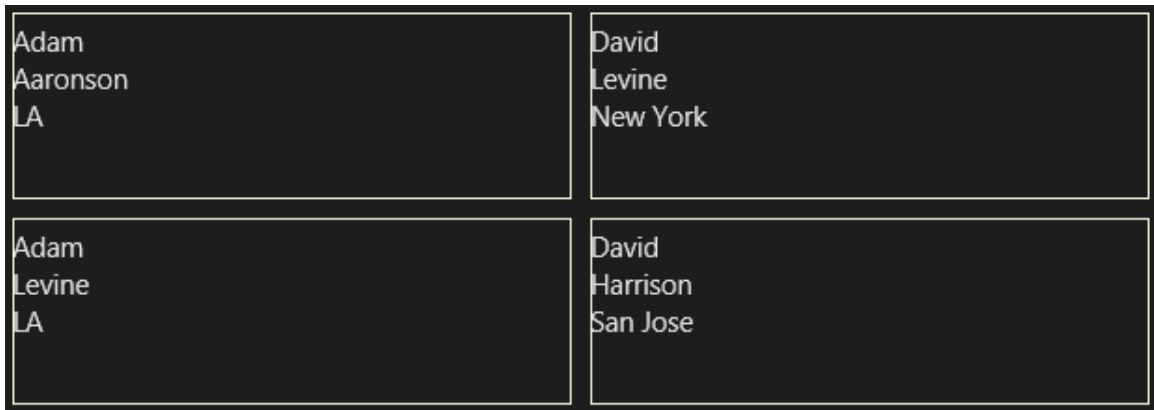 Adam
Aaronson
LA
David
Levine
New York
Adam
Levine
LA
David
Harrison
San Jose